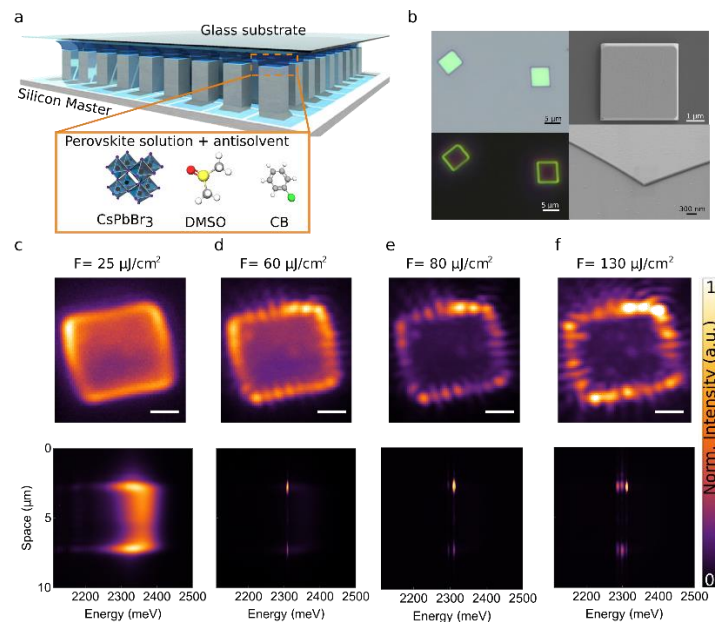 a
Glass substrate
Silicon Master
Perovskite solution + antisolvent
CsPbBr3
DMSO
CB
b
5 µm
1 µm
5 µm
300 nm
c
d
e
f
F= 25 µJ/cm²
F= 60 µJ/cm²
F= 80 µJ/cm²
F= 130 µJ/cm²
1
Norm. Intensity (a.u.)
0
Space (µm)
0
5
10
2200 2300 2400 2500
2200 2300 2400 2500
2200 2300 2400 2500
2200 2300 2400 2500
Energy (meV)
Energy (meV)
Energy (meV)
Energy (meV)